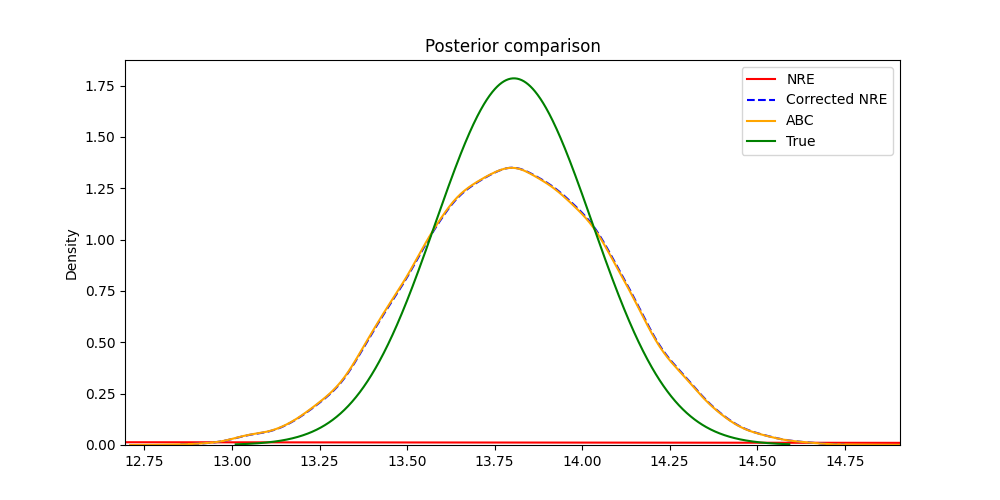 Posterior comparison
NRE
Corrected NRE
ABC
True
Density
1.75
1.50
1.25
1.00
0.75
0.50
0.25
0.00
12.75 13.00 13.25 13.50 13.75 14.00 14.25 14.50 14.75